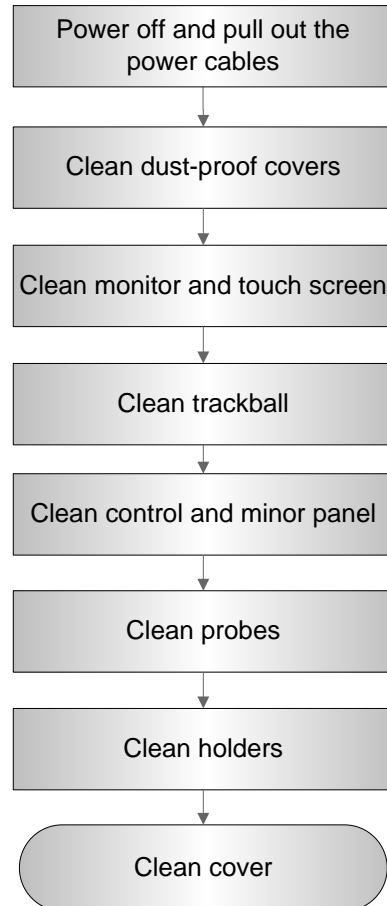 Power off and pull out the
power cables
Clean dust-proof covers
Clean monitor and touch screen
Clean trackball
Clean control and minor panel
Clean probes
Clean holders
Clean cover